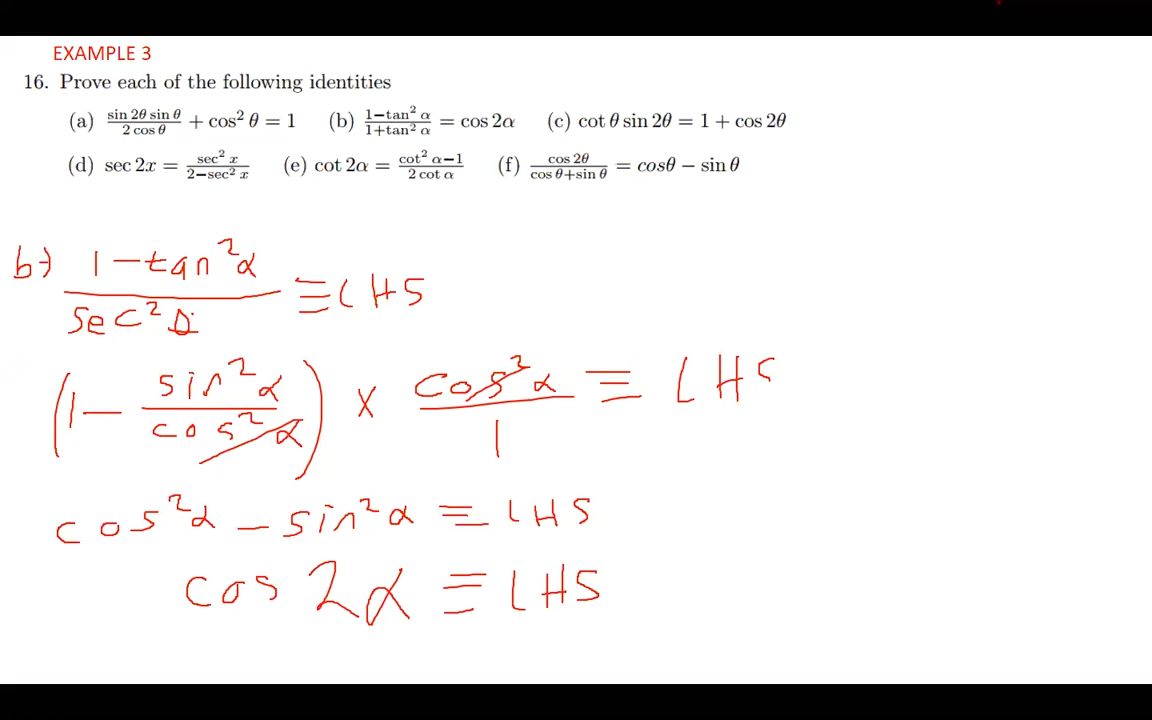 EXAMPLE 3
16. Prove each of the following identities
(a) sin 2θ sin θ / 2 cos θ + cos² θ = 1 (b) 1−tan² α / 1+tan² α = cos 2α (c) cot θ sin 2θ = 1 + cos 2θ
(d) sec 2x = sec² x / 2−sec² x (e) cot 2α = cot² α−1 / 2 cot α (f) cos 2θ / cos θ+sin θ = cosθ − sin θ
b) 1 − tan²α / sec²α ≡ LHS
(1 − sin²α / cos²α) × cos²α / 1 ≡ LHS
cos²α − sin²α ≡ LHS
cos 2α ≡ LHS